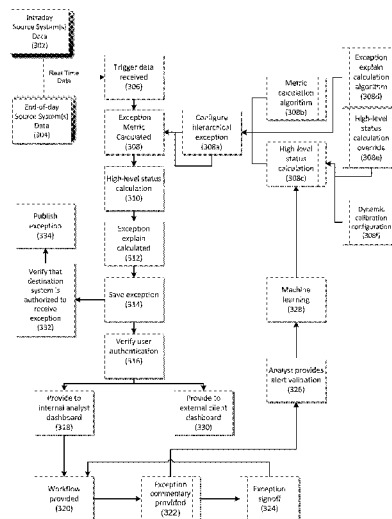 Intraday
Source System(s)
Data
(302)
Real Time
Data
End-of-day
Source System(s)
Data
(304)
Trigger data
received
(306)
Exception
Metric
Calculated
(308)
Configure
hierarchical
exception
(308a)
Metric
calculation
algorithm
(308b)
High-level
status
calculation
(308c)
Exception
explain
calculation
algorithm
(308d)
High-level
status
calculation
override
(308e)
Dynamic
calibration
configuration
(308f)
High-level status
calculation
(310)
Exception
explain
calculated
(312)
Save exception
(314)
Publish
exception
(334)
Verify that
destination
system is
authorized to
receive
exception
(332)
Verify user
authentication
(316)
Provide to
internal analyst
dashboard
(318)
Provide to
external client
dashboard
(330)
Machine
learning
(328)
Analyst provides
alert validation
(326)
Workflow
provided
(320)
Exception
commentary
provided
(322)
Exception
signoff
(324)